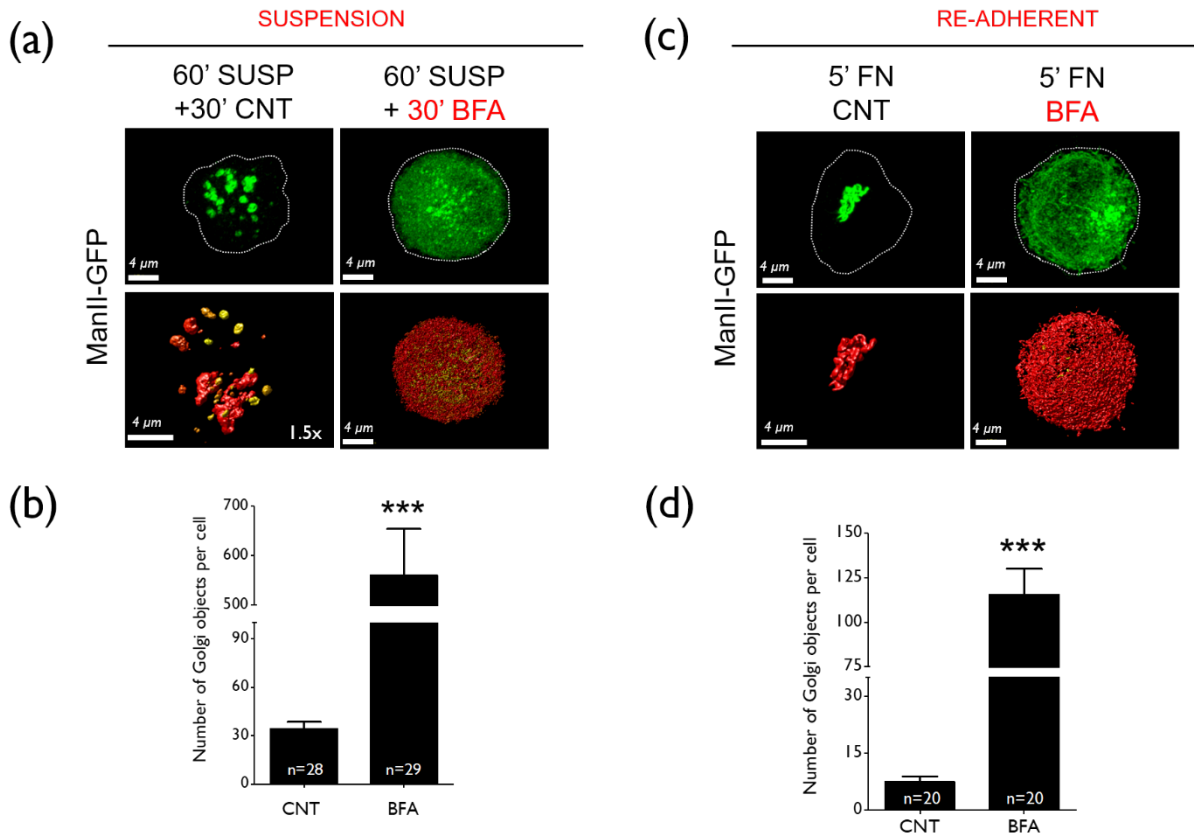 (a)
SUSPENSION
60’ SUSP
+30’ CNT
60’ SUSP
+ 30’ BFA
ManII-GFP
4 µm
4 µm
4 µm
1.5x
4 µm
(b)
Number of Golgi objects per cell
700
600
500
90
60
30
0
***
n=28
n=29
CNT
BFA
(c)
RE-ADHERENT
5’ FN
CNT
5’ FN
BFA
ManII-GFP
4 µm
4 µm
4 µm
4 µm
(d)
Number of Golgi objects per cell
150
125
100
75
30
15
0
***
n=20
n=20
CNT
BFA